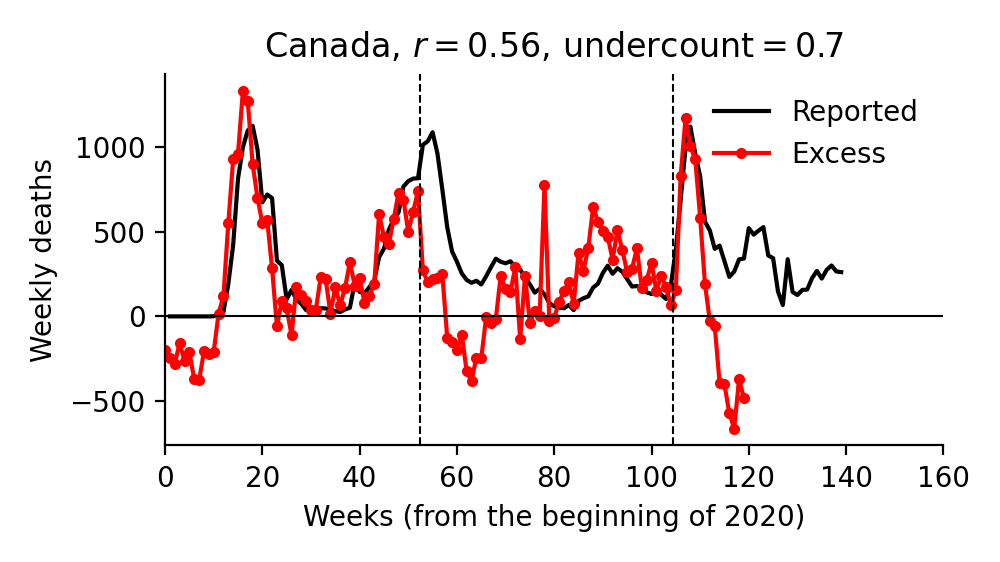 Canada, r = 0.56, undercount = 0.7
Reported
Excess
Weekly deaths
1000
500
0
−500
0 20 40 60 80 100 120 140 160
Weeks (from the beginning of 2020)